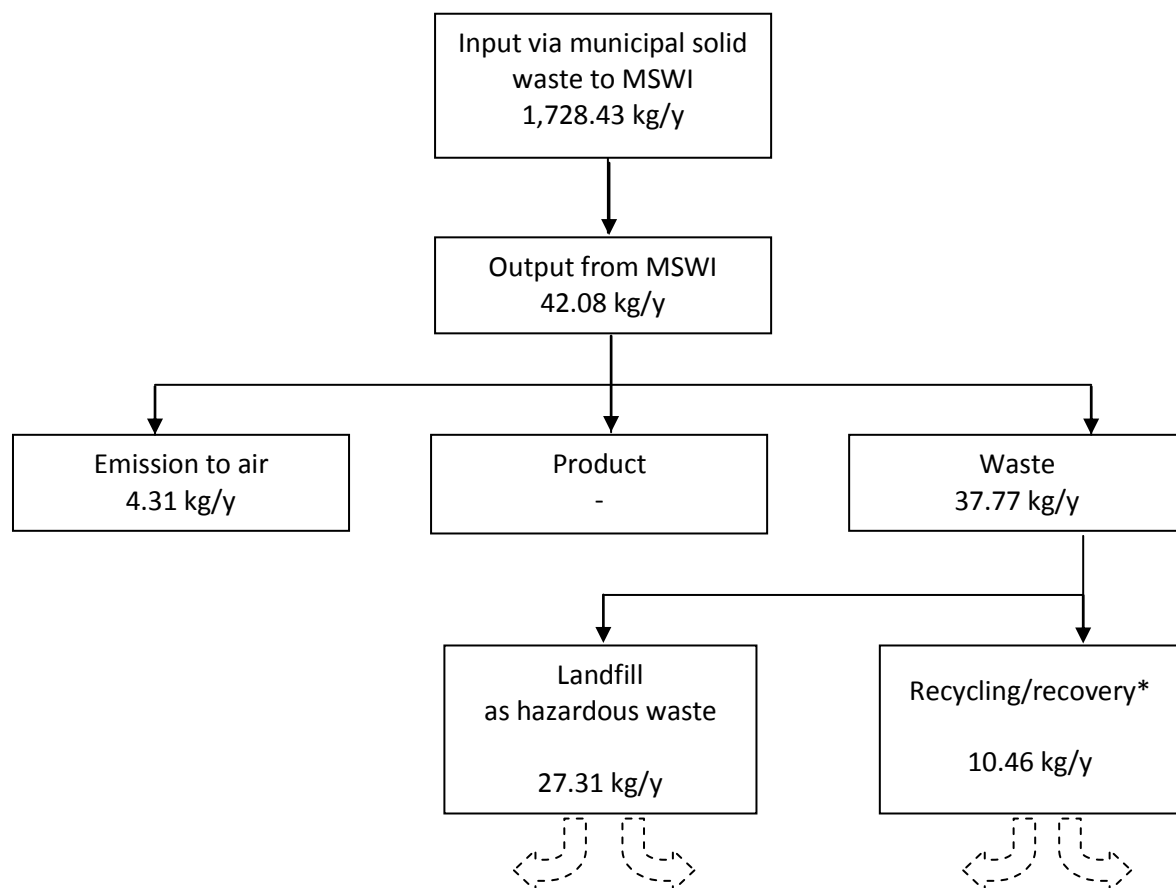 Input via municipal solid
waste to MSWI
1,728.43 kg/y
Output from MSWI
42.08 kg/y
Emission to air
4.31 kg/y
Product
-
Waste
37.77 kg/y
Landfill
as hazardous waste
27.31 kg/y
Recycling/recovery*
10.46 kg/y